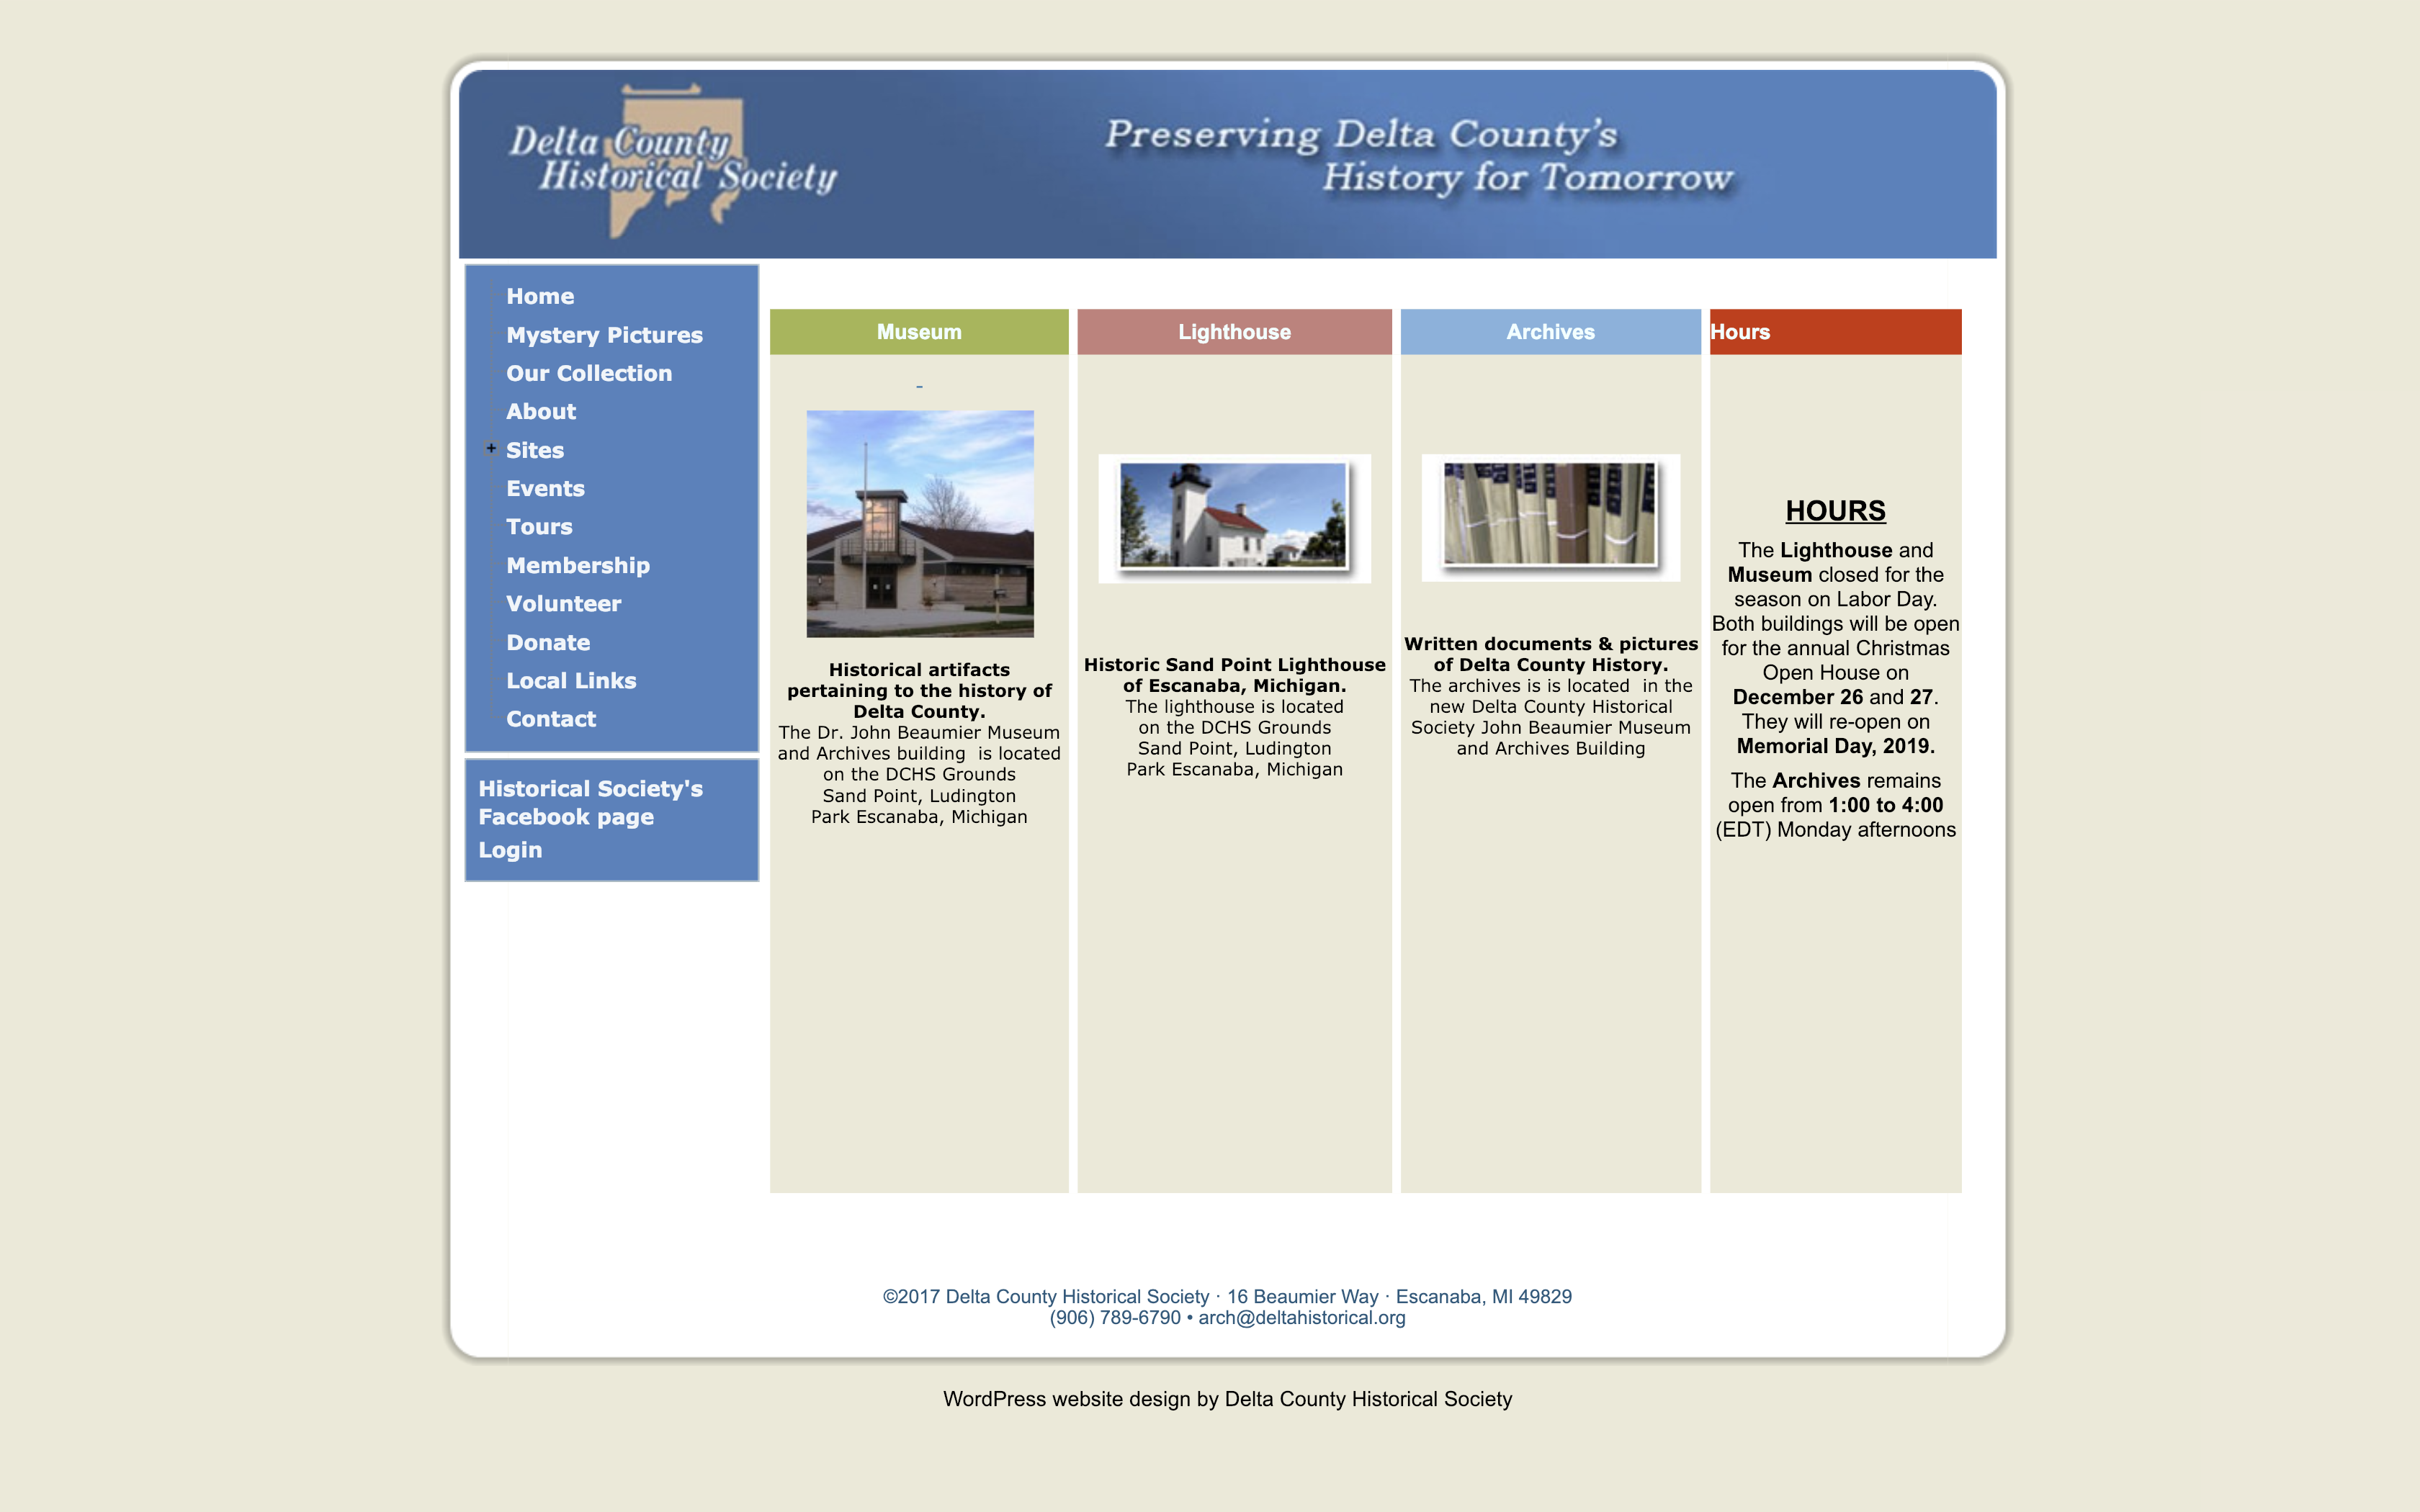 Delta County
Historical Society
Preserving Delta County's
History for Tomorrow
Home
Mystery Pictures
Our Collection
About
+ Sites
Events
Tours
Membership
Volunteer
Donate
Local Links
Contact
Historical Society's
Facebook page
Login
Museum
-
Historical artifacts
pertaining to the history of
Delta County.
The Dr. John Beaumier Museum
and Archives building  is located
on the DCHS Grounds
Sand Point, Ludington
Park Escanaba, Michigan
Lighthouse
Historic Sand Point Lighthouse
of Escanaba, Michigan.
The lighthouse is located
on the DCHS Grounds
Sand Point, Ludington
Park Escanaba, Michigan
Archives
Written documents & pictures
of Delta County History.
The archives is is located  in the
new Delta County Historical
Society John Beaumier Museum
and Archives Building
Hours
HOURS
The Lighthouse and
Museum closed for the
season on Labor Day.
Both buildings will be open
for the annual Christmas
Open House on
December 26 and 27.
They will re-open on
Memorial Day, 2019.
The Archives remains
open from 1:00 to 4:00
(EDT) Monday afternoons
©2017 Delta County Historical Society · 16 Beaumier Way · Escanaba, MI 49829
(906) 789-6790 • arch@deltahistorical.org
WordPress website design by Delta County Historical Society